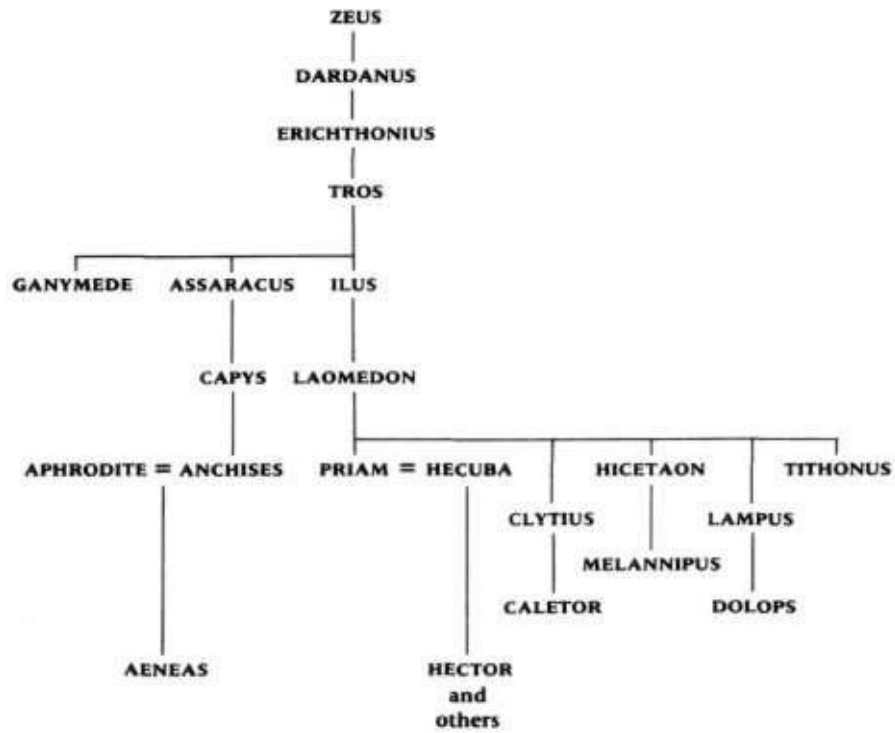 ZEUS
DARDANUS
ERICHTHONIUS
TROS
GANYMEDE ASSARACUS ILUS
CAPYS LAOMEDON
APHRODITE = ANCHISES PRIAM = HECUBA HICETAON TITHONUS
CLYTIUS LAMPUS
MELANNIPUS
CALETOR DOLOPS
AENEAS HECTOR
and
others